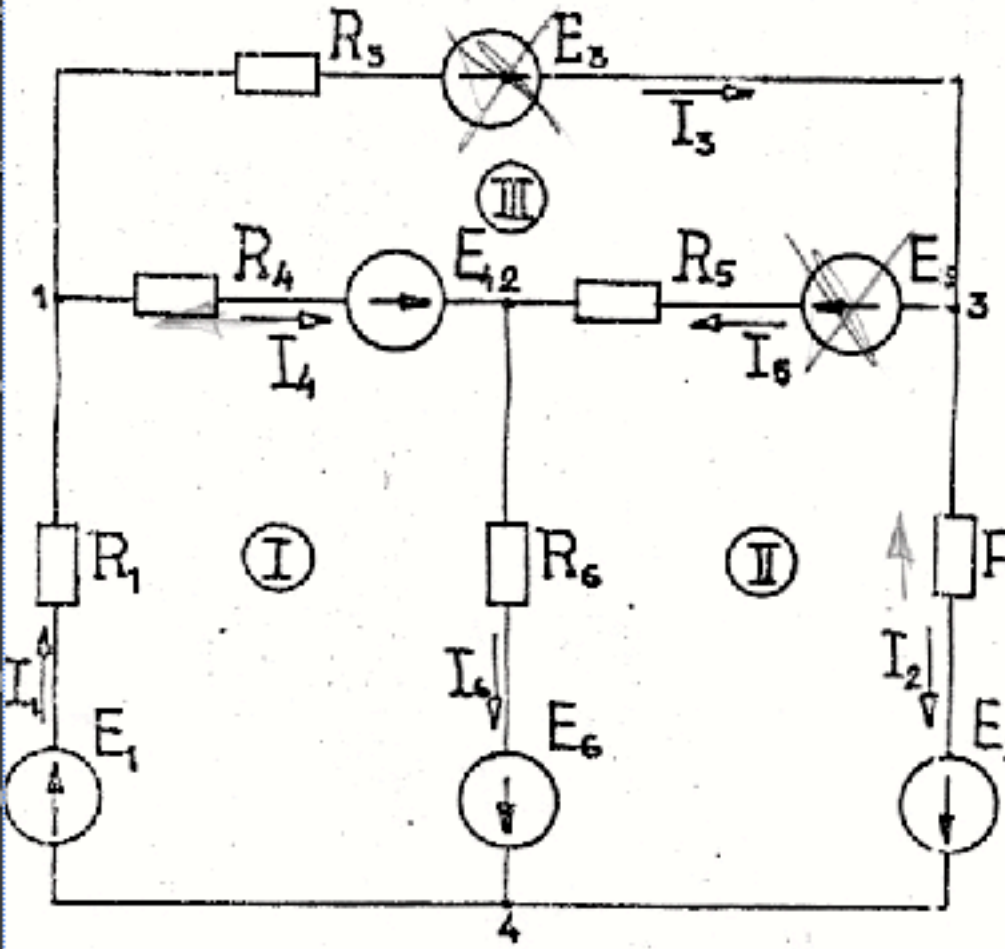 R₃ E₃
I₃
III
R₄ E₄ 2 R₅ E₅
1 3
I₄ I₅
R₁ I R₆ II R
I₁ I₆ I₂
E₁ E₆ E
4